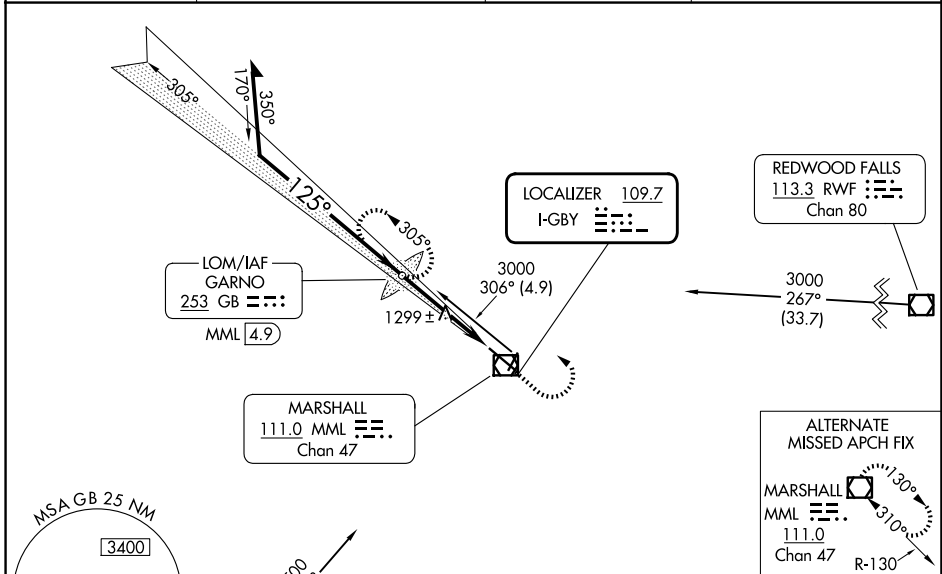 305°
170°
350°
125°
305°
LOCALIZER 109.7
I-GBY
REDWOOD FALLS
113.3 RWF
Chan 80
LOM/IAF
GARNO
253 GB
MML 4.9
3000
306° (4.9)
3000
267°
(33.7)
1299 ±
MARSHALL
111.0 MML
Chan 47
ALTERNATE
MISSED APCH FIX
MARSHALL
MML
111.0
Chan 47
130°
310°
R-130
MSA GB 25 NM
3400